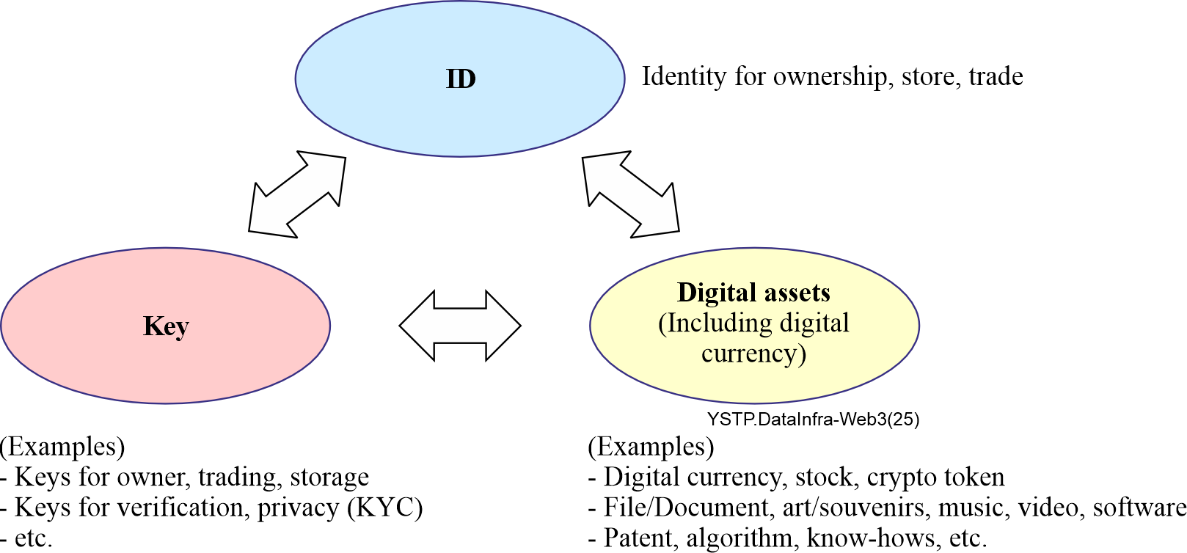 ID
Identity for ownership, store, trade
Key
Digital assets
(Including digital
currency)
YSTP.DataInfra-Web3(25)
(Examples)
- Keys for owner, trading, storage
- Keys for verification, privacy (KYC)
- etc.
(Examples)
- Digital currency, stock, crypto token
- File/Document, art/souvenirs, music, video, software
- Patent, algorithm, know-hows, etc.